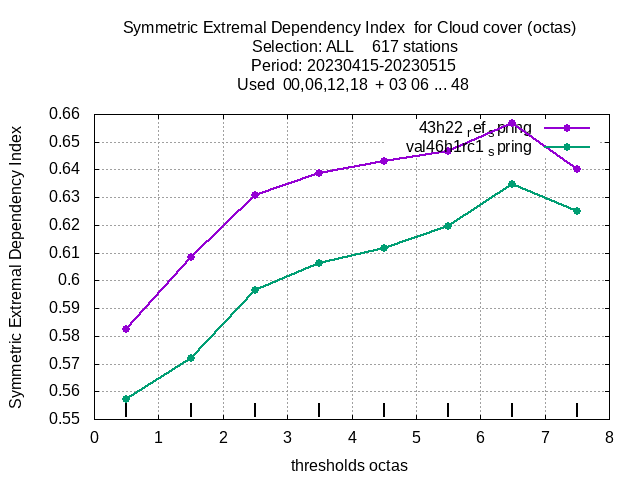 Symmetric Extremal Dependency Index  for Cloud cover (octas)
Selection: ALL    617 stations
Period: 20230415-20230515
Used  00,06,12,18  + 03 06 ... 48
0.66
43h22 ref spring
0.65
val46h1rc1 spring
0.64
0.63
0.62
0.61
0.6
0.59
0.58
0.57
0.56
0.55
Symmetric Extremal Dependency Index
0 1 2 3 4 5 6 7 8
thresholds octas